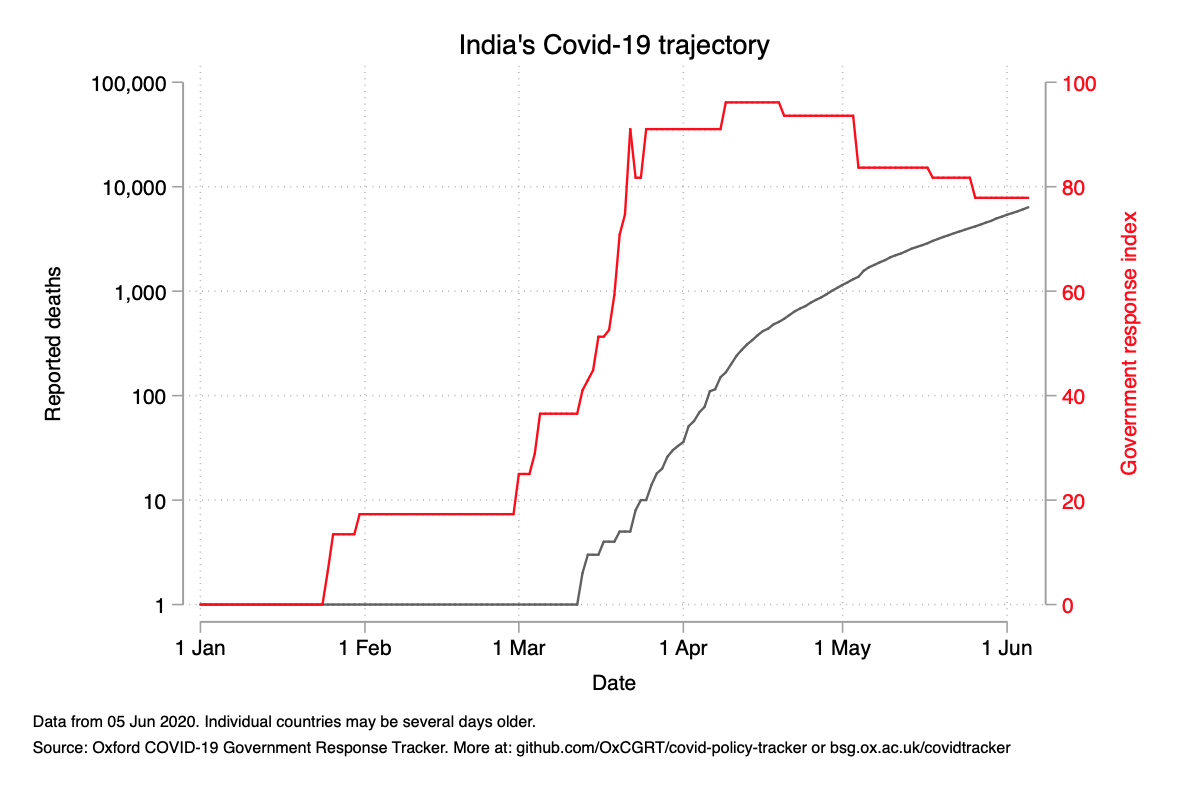 India's Covid-19 trajectory
100,000
10,000
1,000
100
10
1
Reported deaths
100
80
60
40
20
0
Government response index
1 Jan
1 Feb
1 Mar
1 Apr
1 May
1 Jun
Date
Data from 05 Jun 2020. Individual countries may be several days older.
Source: Oxford COVID-19 Government Response Tracker. More at: github.com/OxCGRT/covid-policy-tracker or bsg.ox.ac.uk/covidtracker